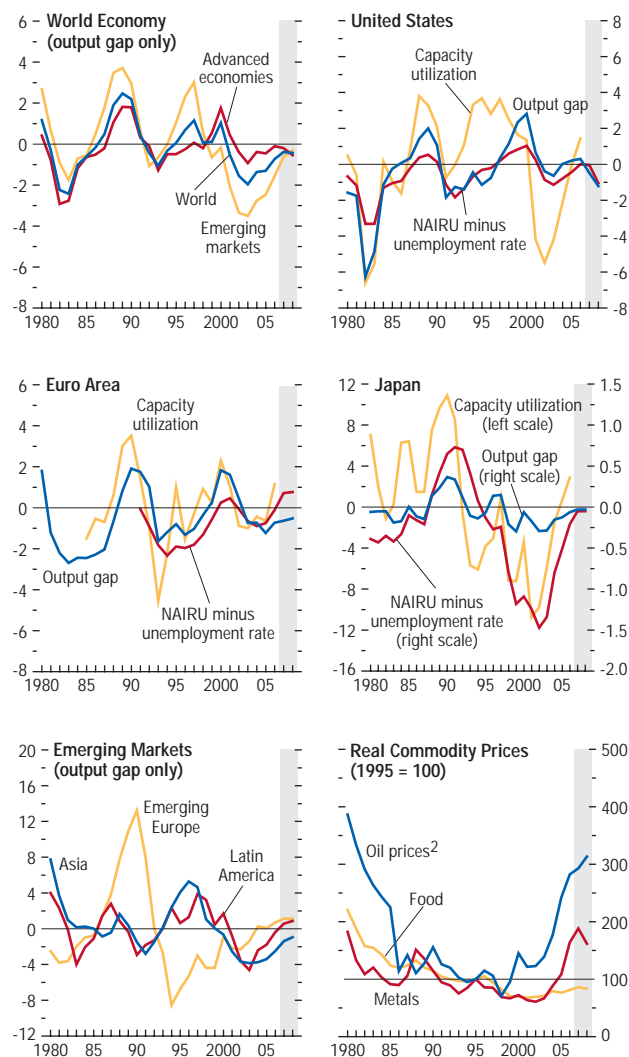 World Economy
(output gap only)
6
4
2
0
-2
-4
-6
-8
Advanced
economies
World
Emerging
markets
1980 85 90 95 2000 05
United States
8
6
4
2
0
-2
-4
-6
-8
Capacity
utilization
Output gap
NAIRU minus
unemployment rate
1980 85 90 95 2000 05
Euro Area
6
4
2
0
-2
-4
-6
-8
Capacity
utilization
Output gap
NAIRU minus
unemployment rate
1980 85 90 95 2000 05
Japan
12
8
4
0
-4
-8
-12
-16
1.5
1.0
0.5
0.0
-0.5
-1.0
-1.5
-2.0
Capacity utilization
(left scale)
Output gap
(right scale)
NAIRU minus
unemployment rate
(right scale)
1980 85 90 95 2000 05
Emerging Markets
(output gap only)
20
16
12
8
4
0
-4
-8
-12
Emerging
Europe
Asia
Latin
America
1980 85 90 95 2000 05
Real Commodity Prices
(1995 = 100)
500
400
300
200
100
0
Oil prices²
Food
Metals
1980 85 90 95 2000 05